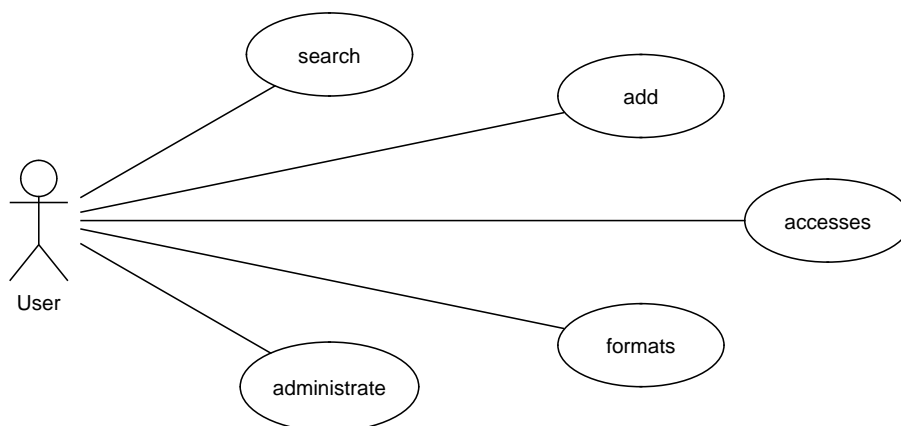 search
add
accesses
User
formats
administrate